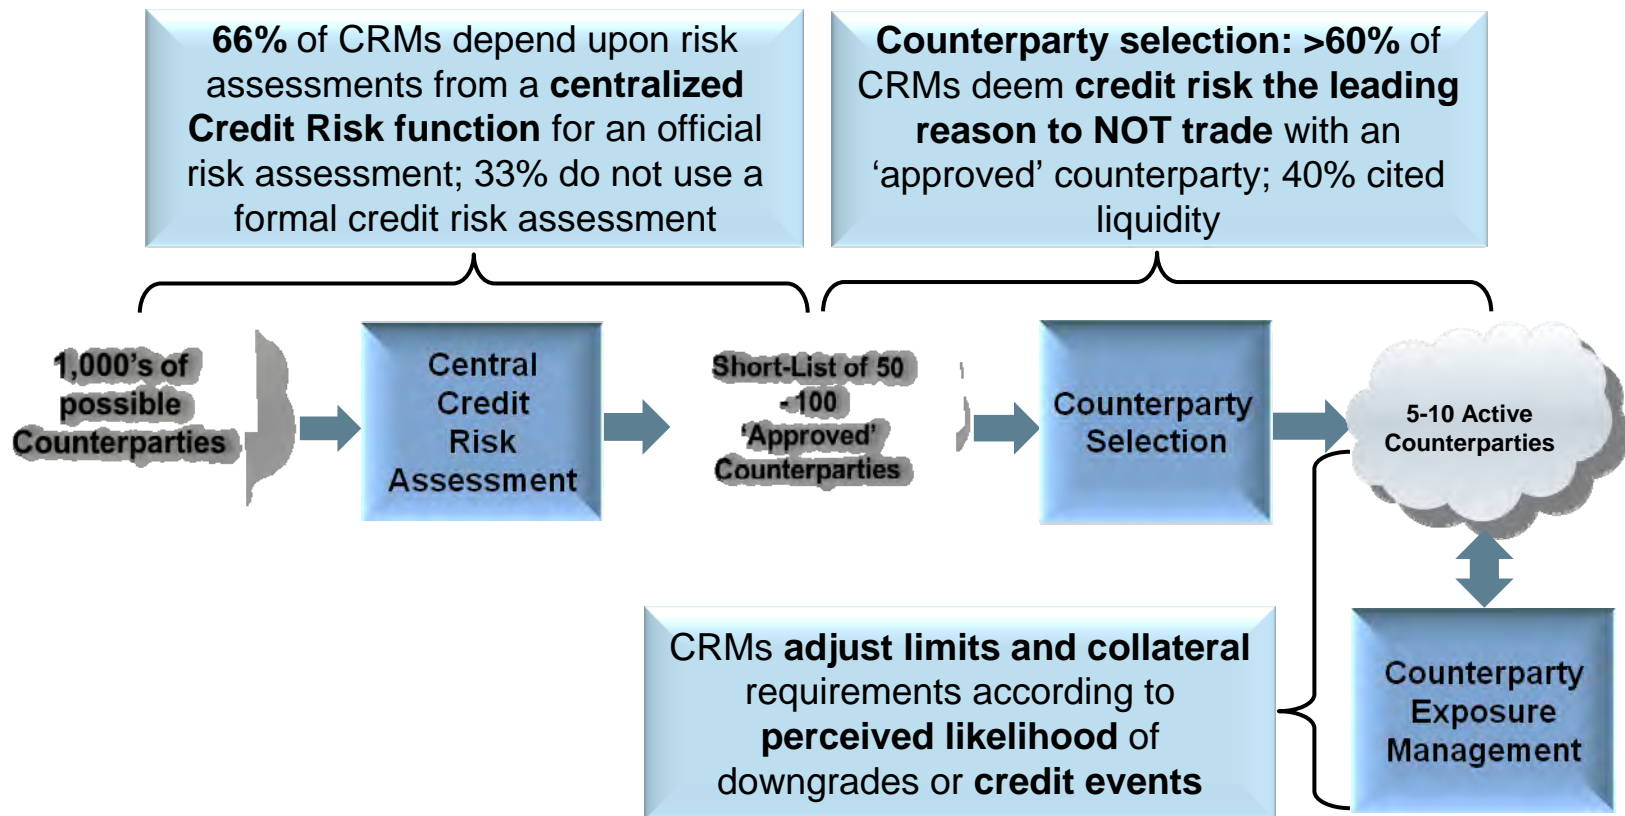 66% of CRMs depend upon risk
assessments from a centralized
Credit Risk function for an official
risk assessment; 33% do not use a
formal credit risk assessment
Counterparty selection: >60% of
CRMs deem credit risk the leading
reason to NOT trade with an
‘approved’ counterparty; 40% cited
liquidity
1,000’s of
possible
Counterparties
Central
Credit
Risk
Assessment
Short-List of 50
- 100
‘Approved’
Counterparties
Counterparty
Selection
5-10 Active
Counterparties
CRMs adjust limits and collateral
requirements according to
perceived likelihood of
downgrades or credit events
Counterparty
Exposure
Management